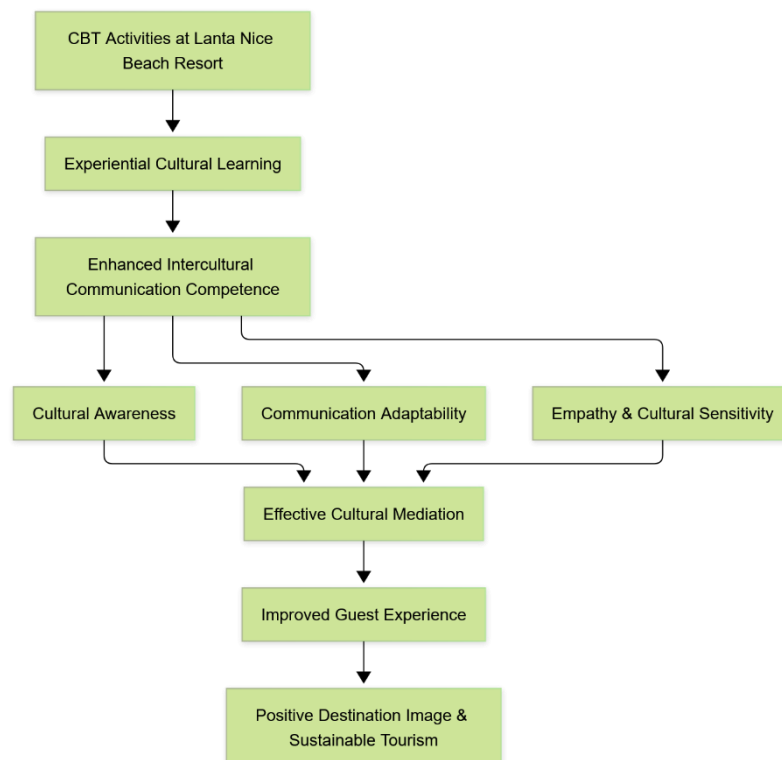 CBT Activities at Lanta Nice
Beach Resort
Experiential Cultural Learning
Enhanced Intercultural
Communication Competence
Cultural Awareness
Communication Adaptability
Empathy & Cultural Sensitivity
Effective Cultural Mediation
Improved Guest Experience
Positive Destination Image &
Sustainable Tourism